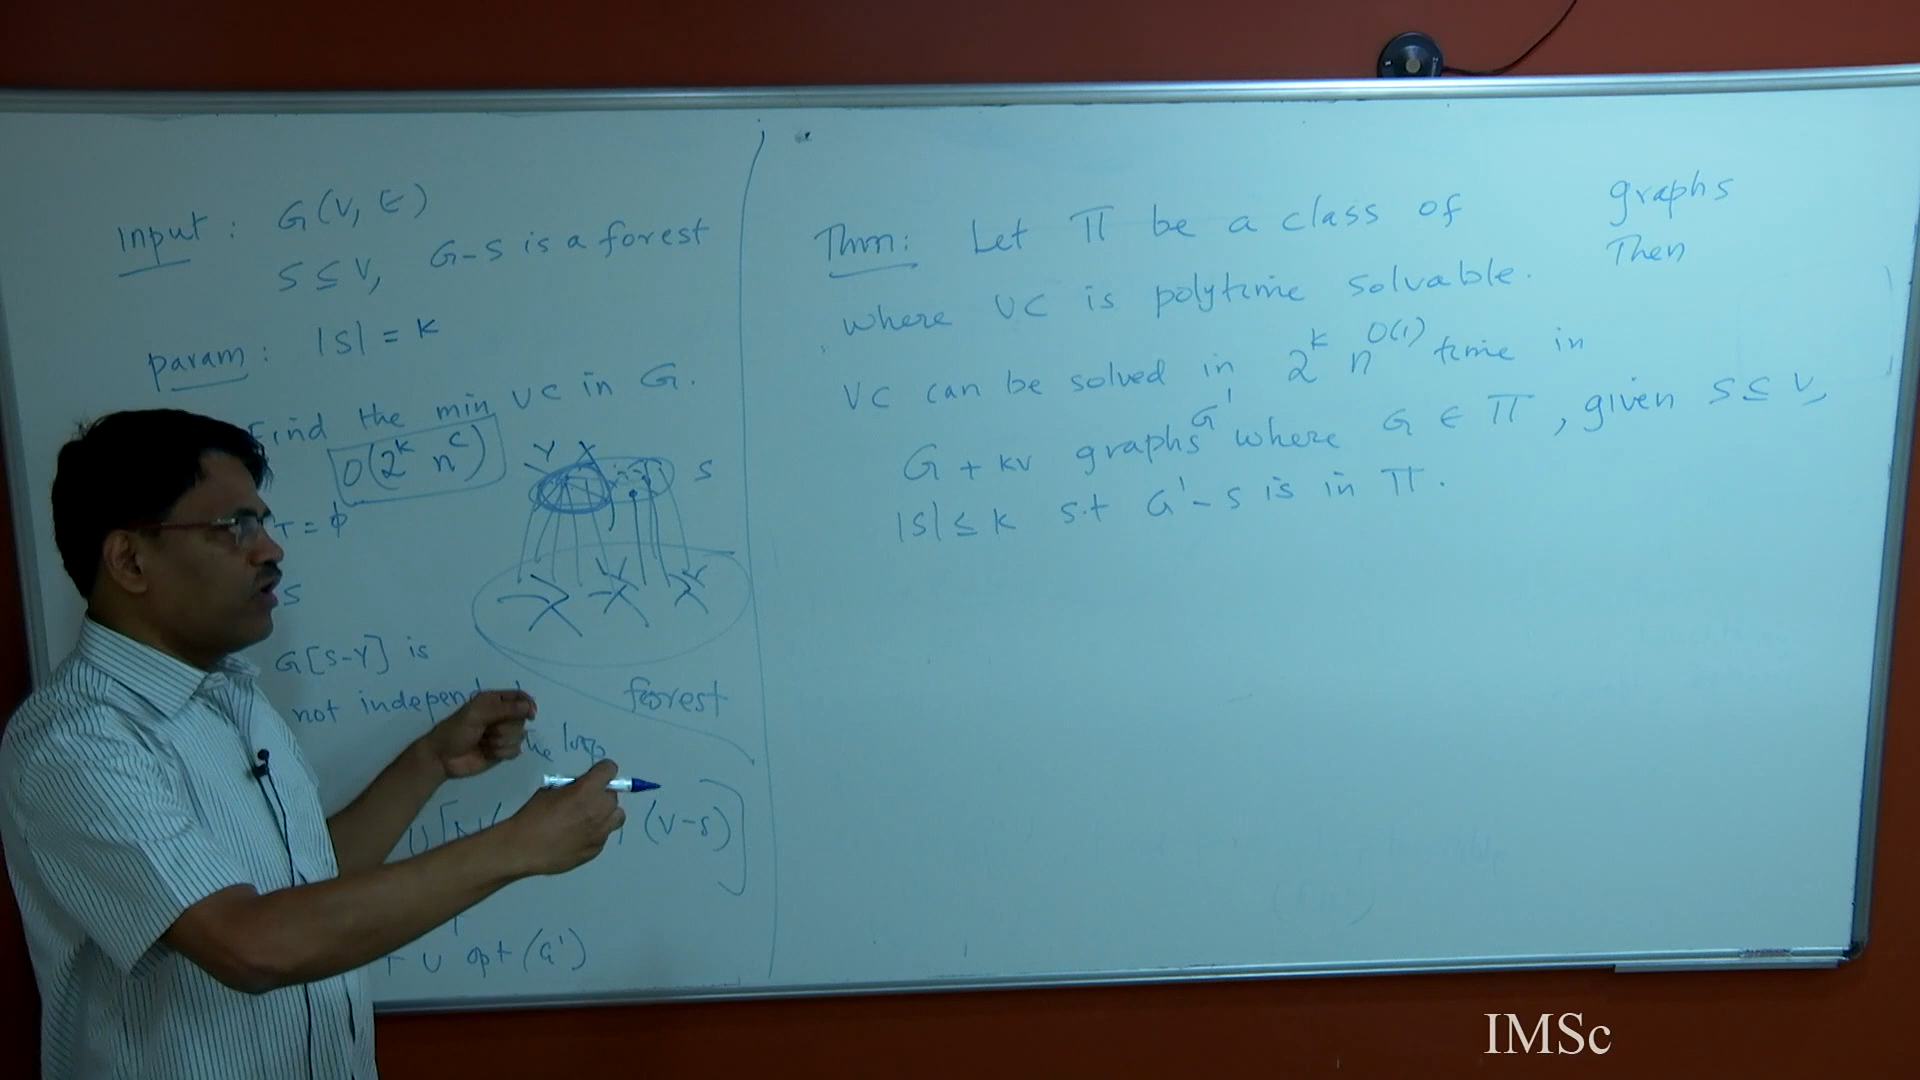 Input : G(V, E)
S ⊆ V, G-S is a forest
param : |S| = K
Find the min VC in G.
O(2^k n^c)
Y X
S
T = φ
S
G[S-Y] is
not independent
forest
the loop
(V-S)
T ∪ opt (G')
Thm: Let Π be a class of graphs
where VC is polytime solvable. Then
VC can be solved in 2^k n^O(1) time in
G + kv graphs G' where G ∈ Π, given S ⊆ V,
|S| ≤ K s.t G' - S is in Π.
IMSc